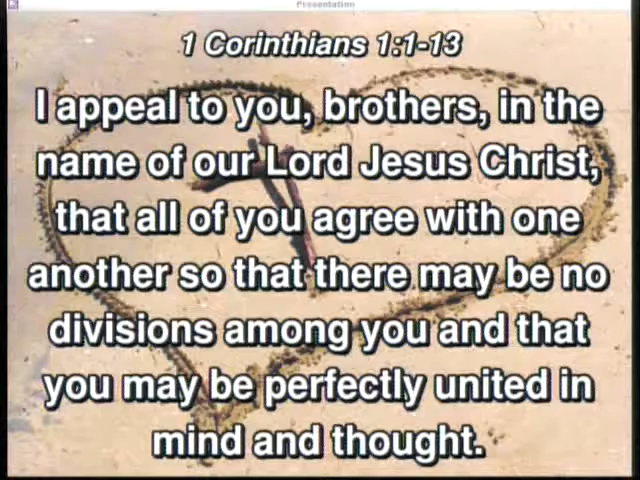 Presentation
1 Corinthians 1:1-13
I appeal to you, brothers, in the
name of our Lord Jesus Christ,
that all of you agree with one
another so that there may be no
divisions among you and that
you may be perfectly united in
mind and thought.